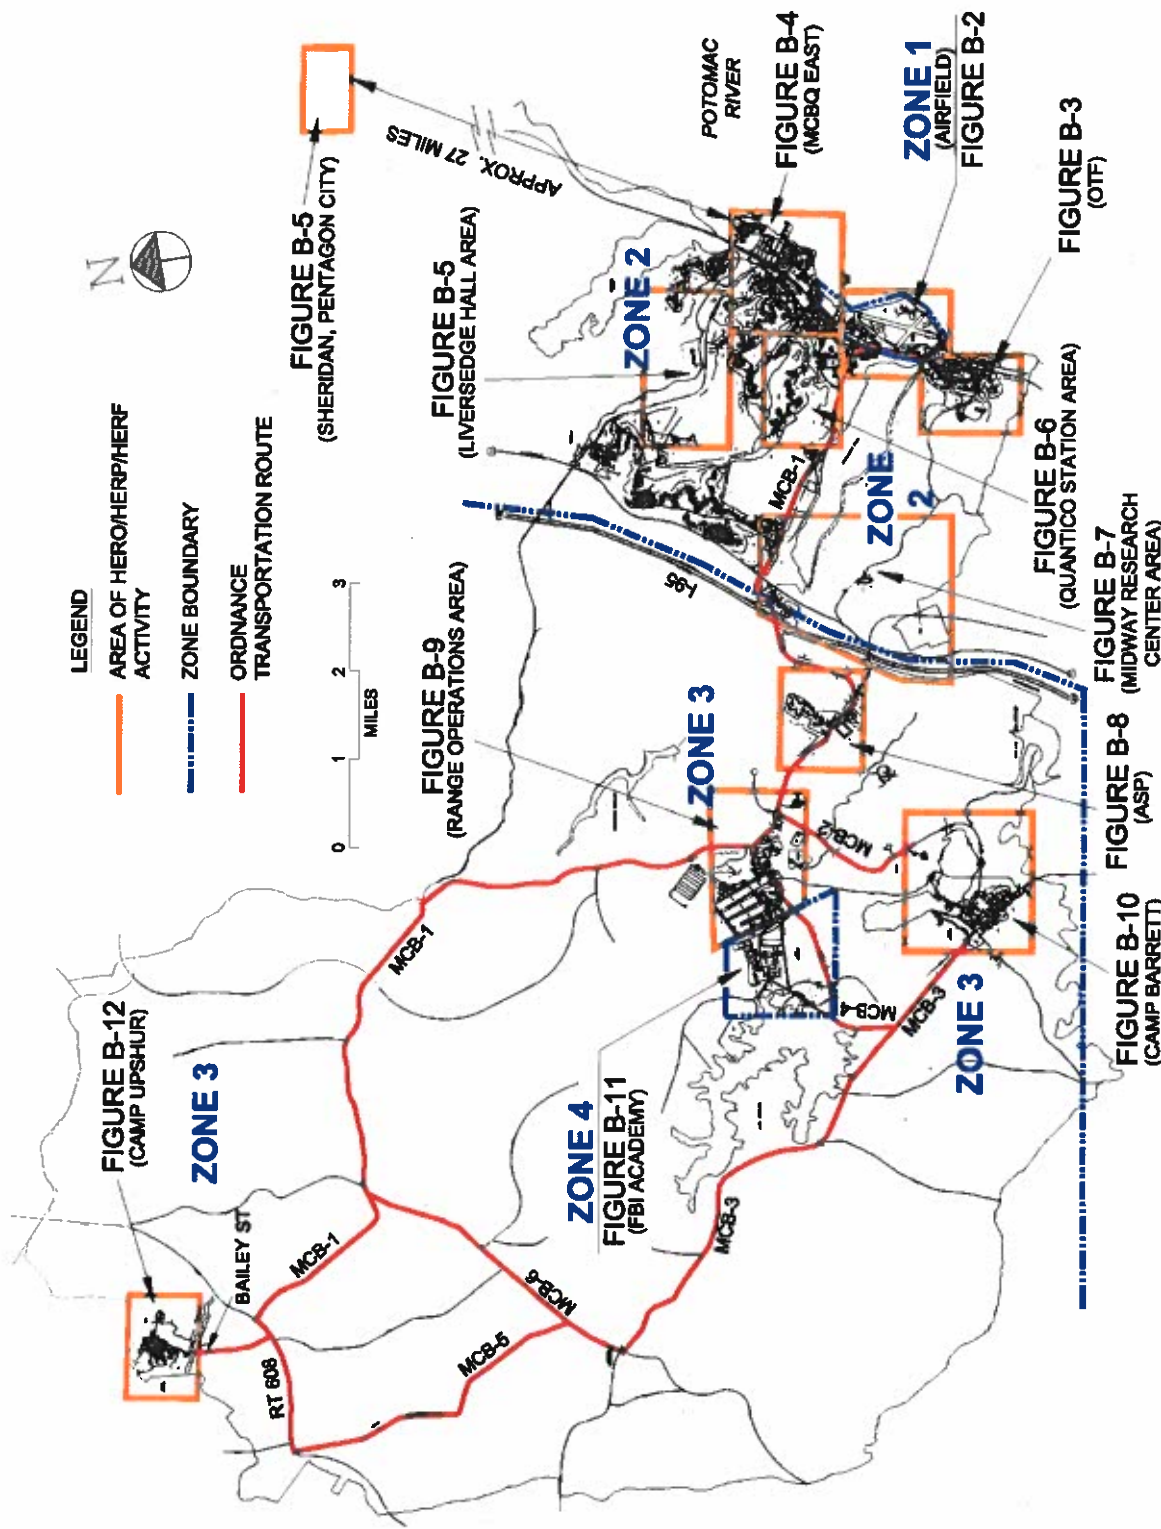 LEGEND
AREA OF HERO/HERP/HERF
ACTIVITY
ZONE BOUNDARY
ORDNANCE
TRANSPORTATION ROUTE
0 1 2 3
MILES
N
FIGURE B-5
(SHERIDAN, PENTAGON CITY)
APPROX. 27 MILES
FIGURE B-12
(CAMP UPSHUR)
ZONE 3
BAILEY ST
RT 608
MCB-1
MCB-5
MCB-6
MCB-1
FIGURE B-9
(RANGE OPERATIONS AREA)
I-95
FIGURE B-5
(LIVERSEDGE HALL AREA)
ZONE 2
POTOMAC
RIVER
FIGURE B-4
(MCBQ EAST)
ZONE 1
(AIRFIELD)
FIGURE B-2
FIGURE B-3
(OTF)
ZONE 4
FIGURE B-11
(FBI ACADEMY)
MCB-3
MCB-4
MCB-3
ZONE 3
MCB-2
ZONE 3
MCB-1
ZONE
2
FIGURE B-10
(CAMP BARRETT)
FIGURE B-8
(ASP)
FIGURE B-7
(MIDWAY RESEARCH
CENTER AREA)
FIGURE B-6
(QUANTICO STATION AREA)